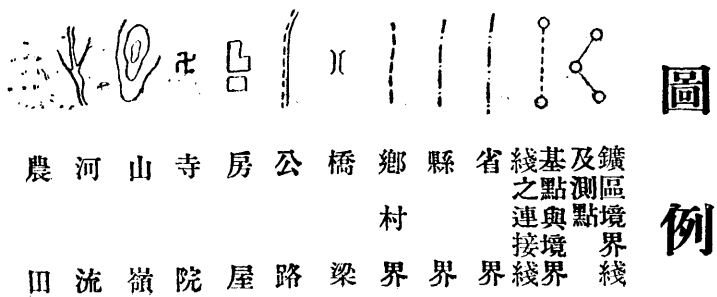 圖例
鑛區境界綫
及測點
基點與境界
綫之連接綫
省界
縣界
鄉村界
橋梁
公路
房屋
寺院
山嶺
河流
農田